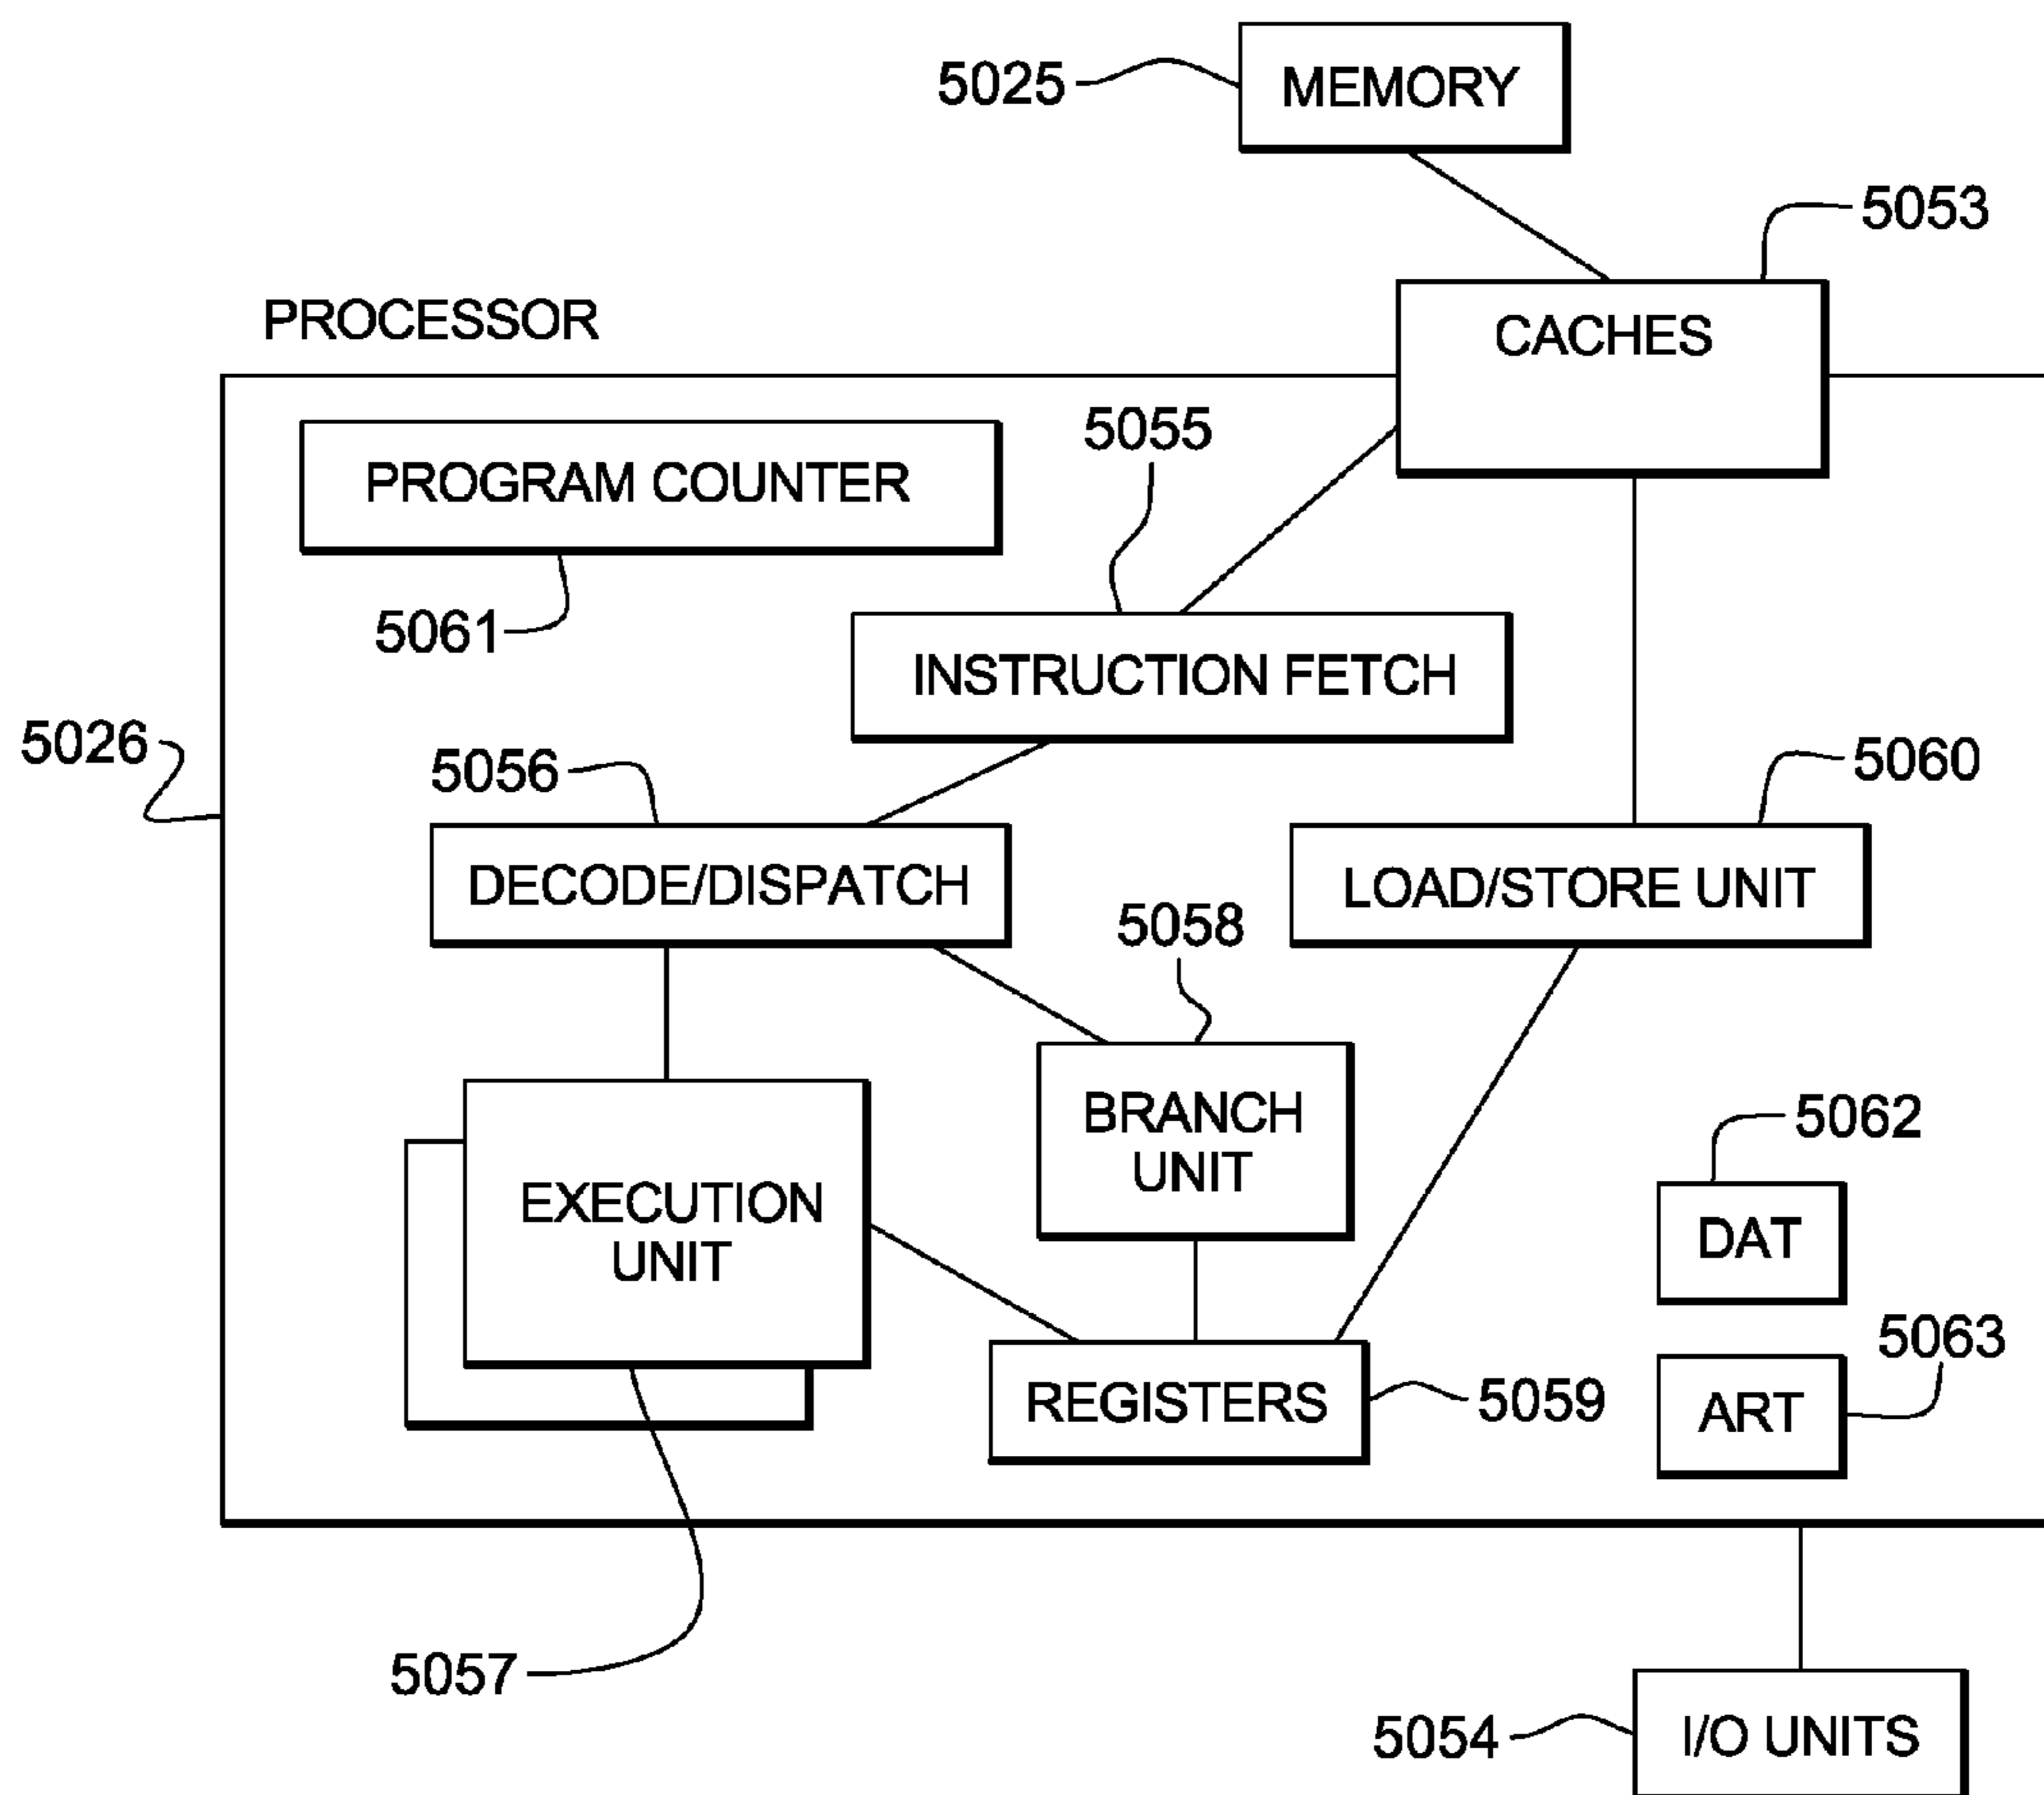 5025
MEMORY
5053
PROCESSOR
CACHES
5055
PROGRAM COUNTER
5061
INSTRUCTION FETCH
5026
5056
5060
DECODE/DISPATCH
LOAD/STORE UNIT
5058
BRANCH
UNIT
5062
EXECUTION
UNIT
DAT
5063
REGISTERS
5059
ART
5057
5054
I/O UNITS